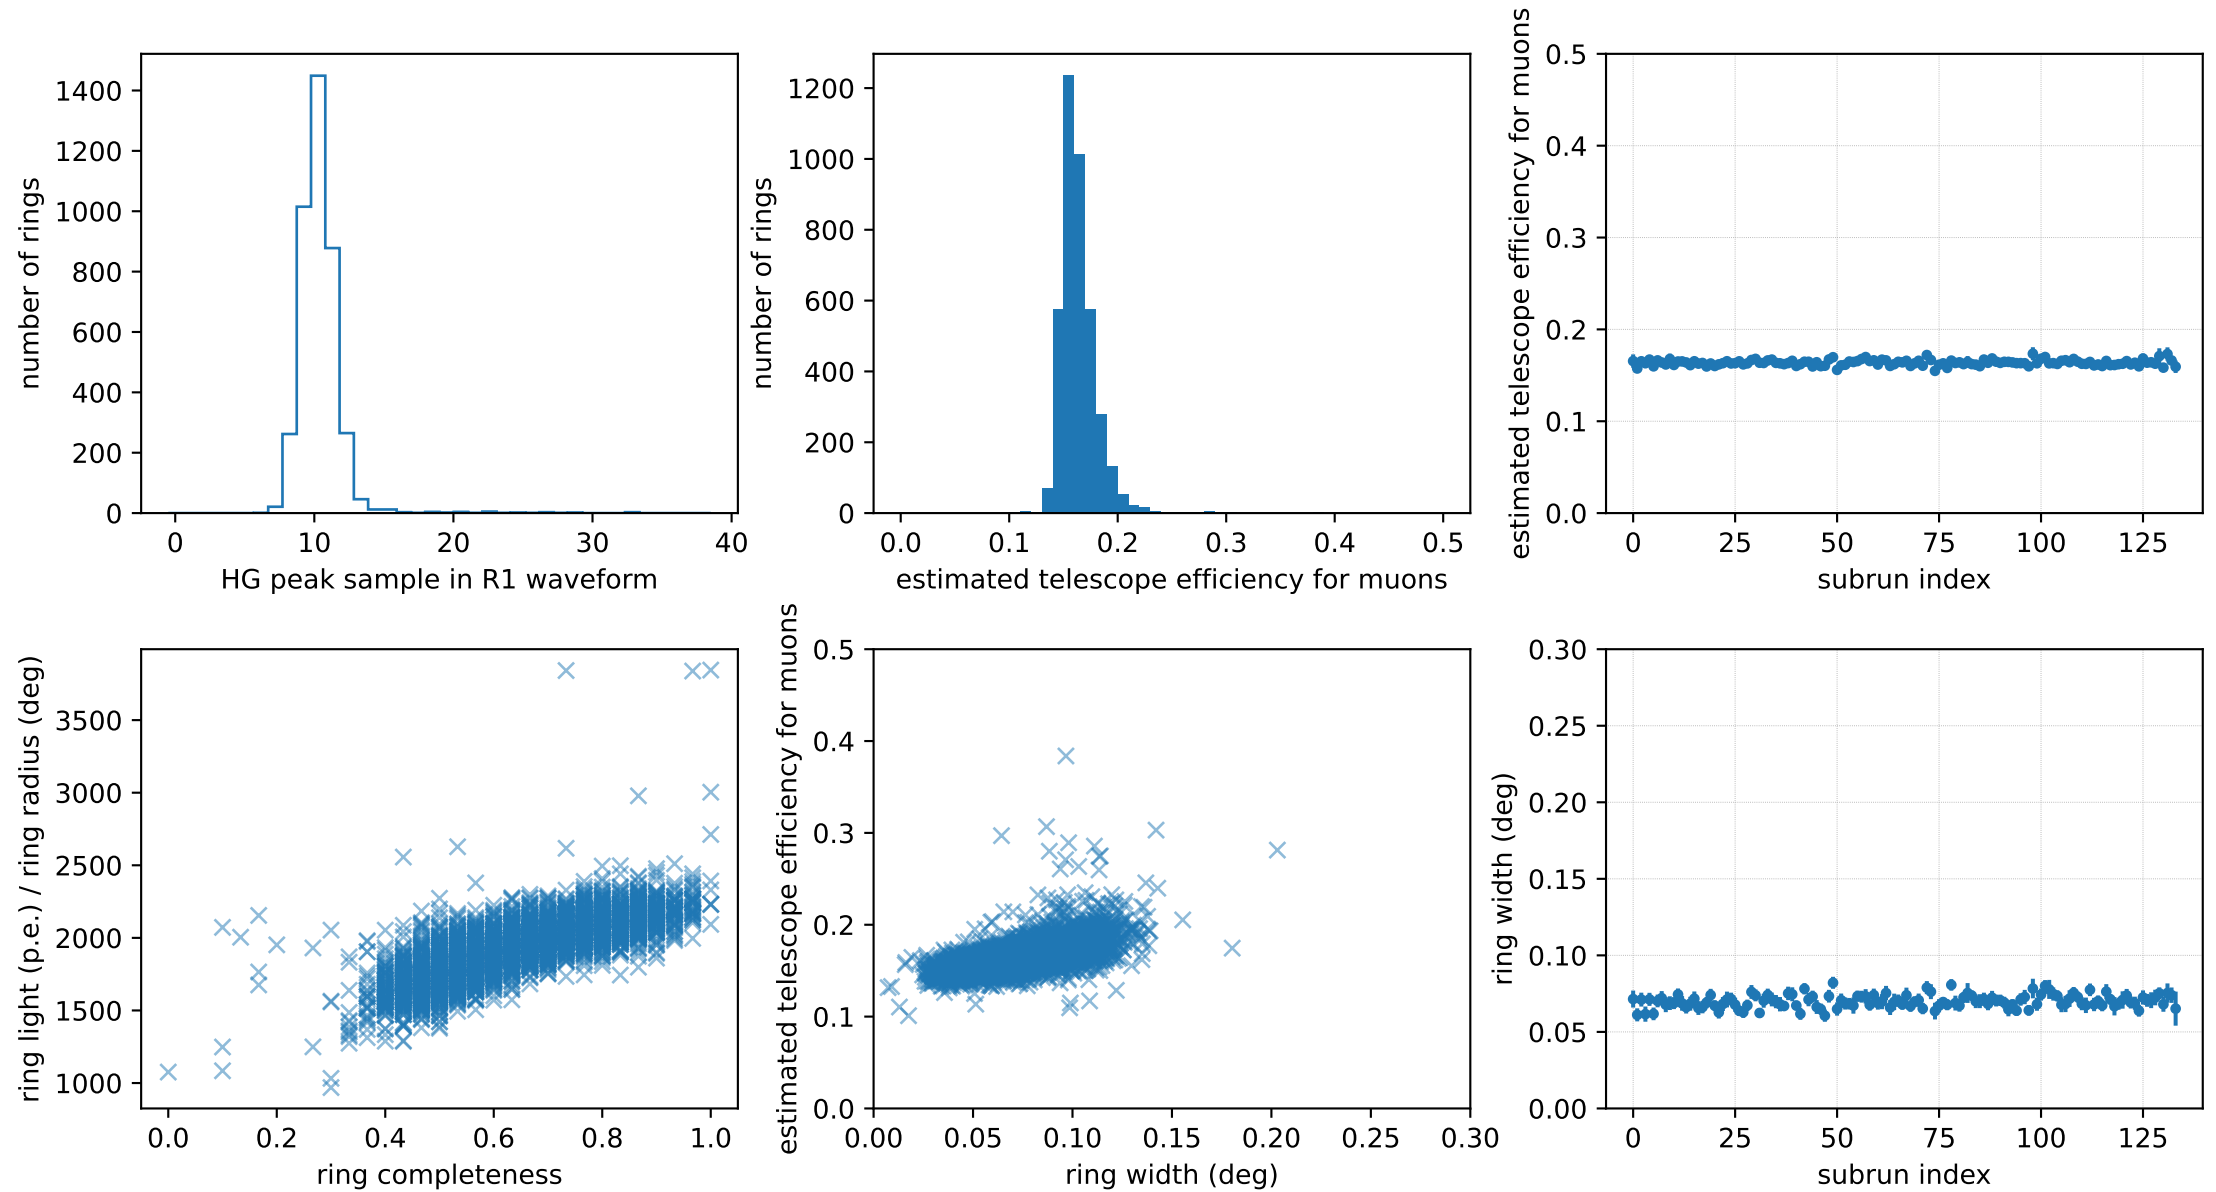 number of rings
1400
1200
1000
800
600
400
200
0
0 10 20 30 40
HG peak sample in R1 waveform
number of rings
1200
1000
800
600
400
200
0
0.0 0.1 0.2 0.3 0.4 0.5
estimated telescope efficiency for muons
estimated telescope efficiency for muons
0.5
0.4
0.3
0.2
0.1
0.0
0 25 50 75 100 125
subrun index
ring light (p.e.) / ring radius (deg)
3500
3000
2500
2000
1500
1000
0.0 0.2 0.4 0.6 0.8 1.0
ring completeness
estimated telescope efficiency for muons
0.5
0.4
0.3
0.2
0.1
0.0
0.00 0.05 0.10 0.15 0.20 0.25 0.30
ring width (deg)
ring width (deg)
0.30
0.25
0.20
0.15
0.10
0.05
0.00
0 25 50 75 100 125
subrun index